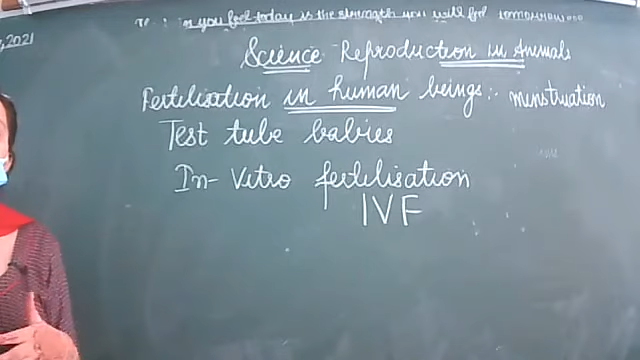 you feel today is the strength you will feel tomorrow...
2021
Science Reproduction in Animals
Fertilisation in human beings:- menstruation
Test tube babies
In-Vitro fertilisation
IVF